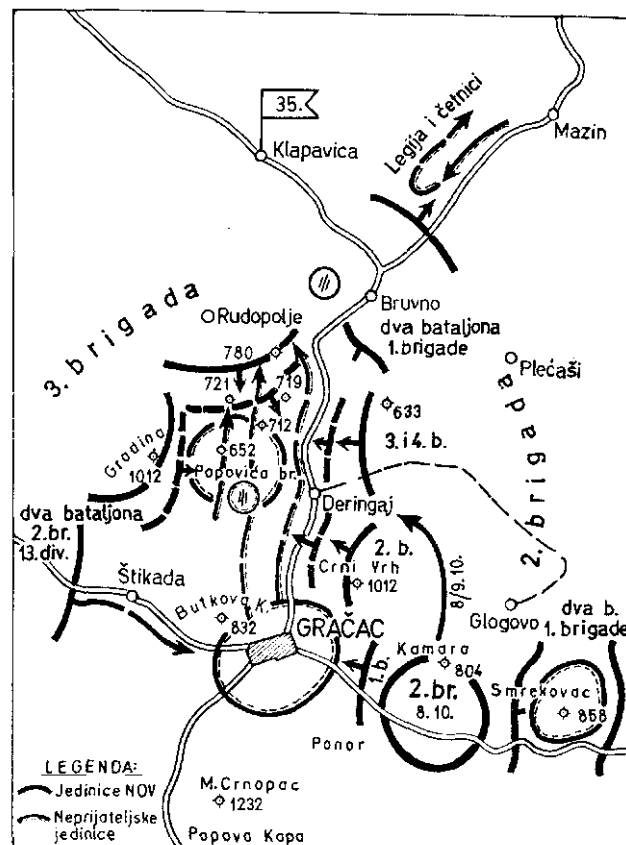 35.
Klapavica
Legija i četnici
Mazin
Bruvno
dva bataljona
1. brigade
3. brigada
Rudopolje
780
721
719
712
652
Popovića br.
Gradina
1012
633
3. i 4. b.
Plećaši
2. brigada
dva bataljona
2. br.
13. div.
Deringaj
2. b.
Crni Vrh
1012
8/9.10.
Štikada
Butkova K.
832
GRAČAC
Glogovo
dva b.
1. brigade
Kamara
804
1. b.
2. br.
8.10.
Smrekovac
858
Ponor
M. Crnopac
1232
Popova Kapa
LEGENDA:
Jedinice NOV
Neprijateljske
jedinice